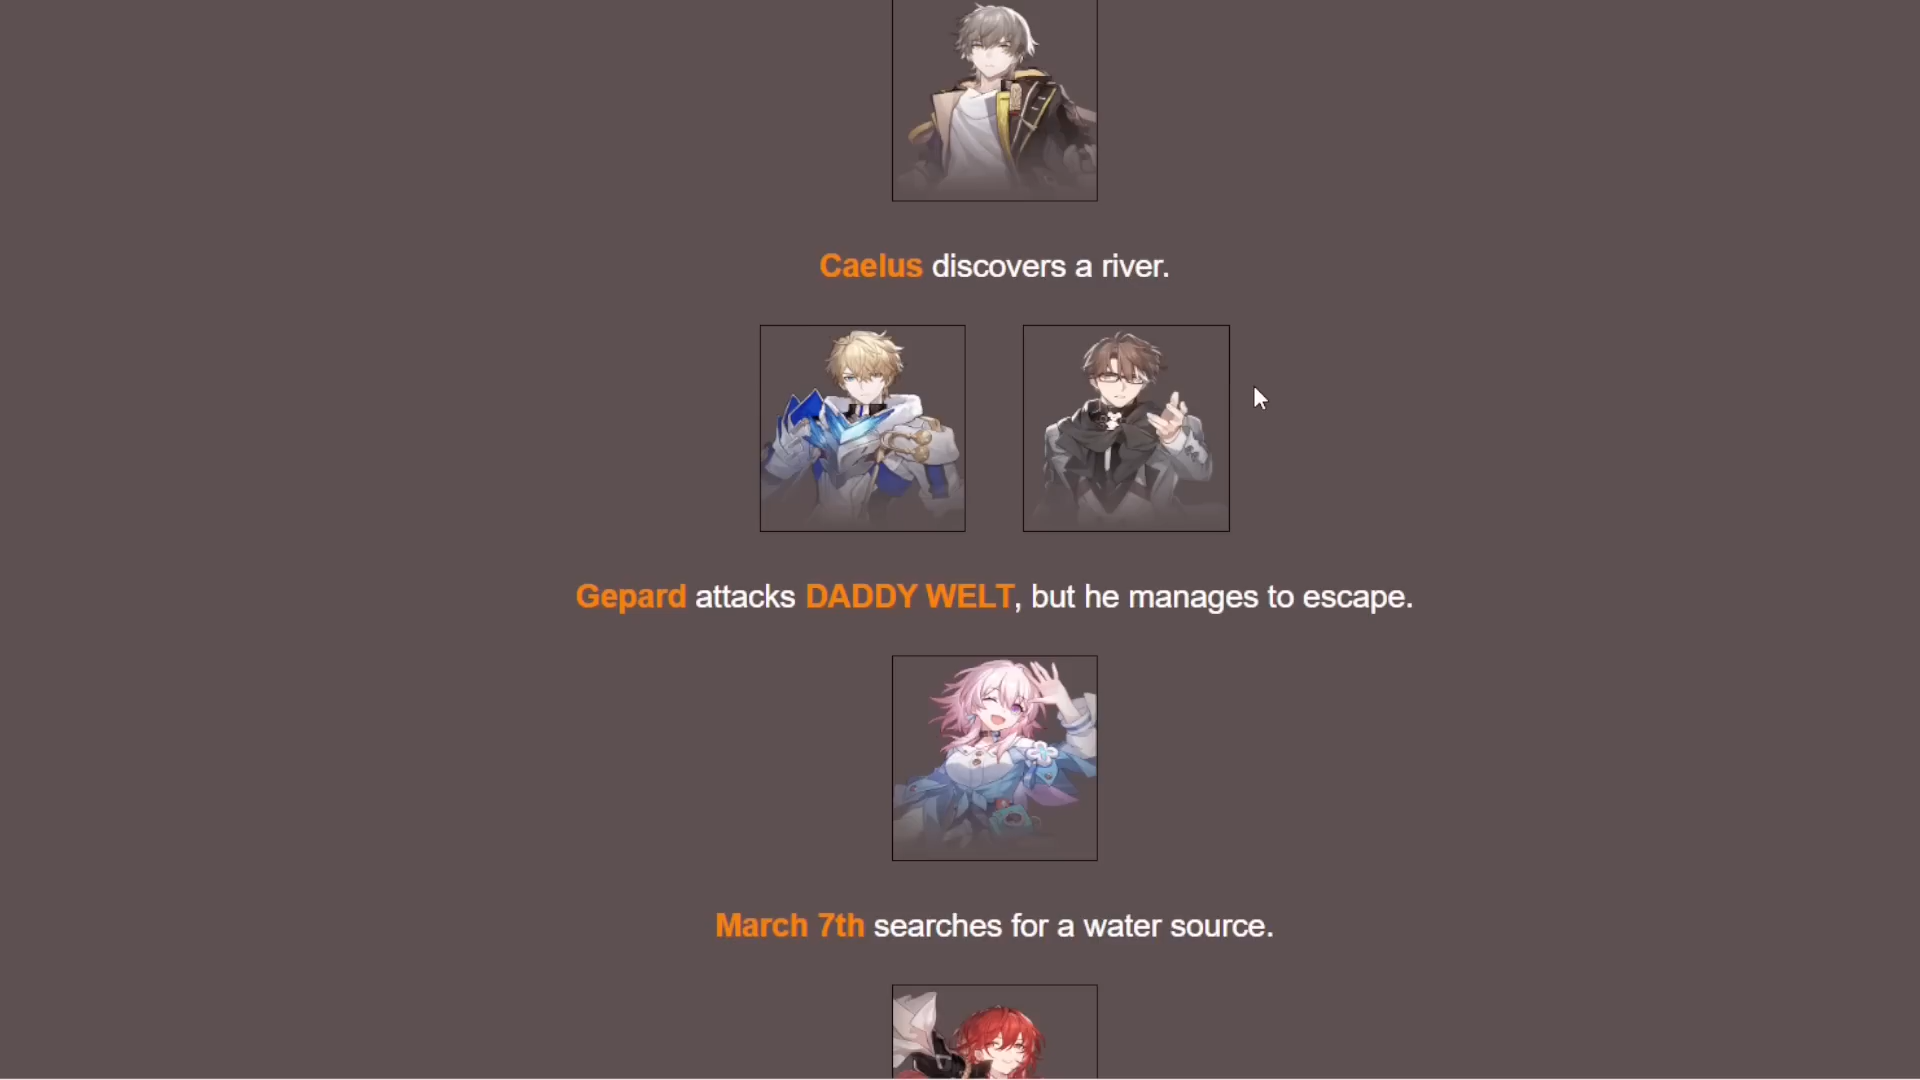 Caelus discovers a river.
Gepard attacks DADDY WELT, but he manages to escape.
March 7th searches for a water source.